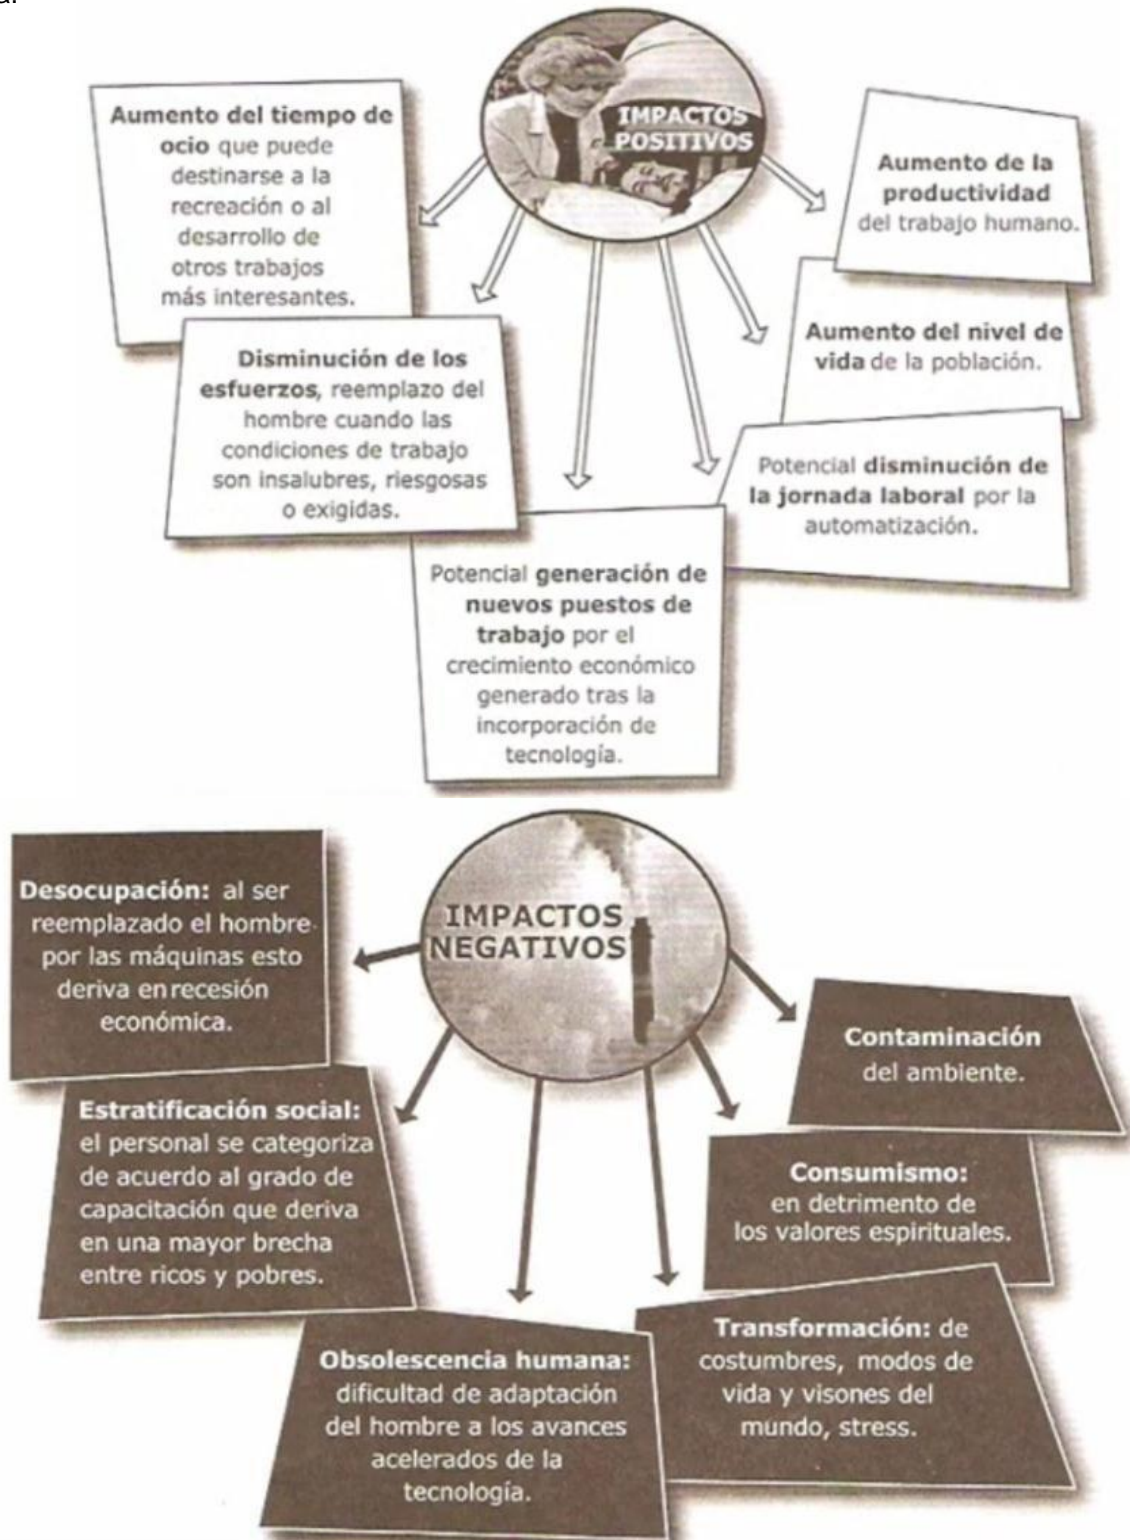 a.
IMPACTOS
POSITIVOS
Aumento del tiempo de
ocio que puede
destinarse a la
recreación o al
desarrollo de
otros trabajos
más interesantes.
Disminución de los
esfuerzos, reemplazo del
hombre cuando las
condiciones de trabajo
son insalubres, riesgosas
o exigidas.
Potencial generación de
nuevos puestos de
trabajo por el
crecimiento económico
generado tras la
incorporación de
tecnología.
Potencial disminución de
la jornada laboral por la
automatización.
Aumento del nivel de
vida de la población.
Aumento de la
productividad
del trabajo humano.
IMPACTOS
NEGATIVOS
Desocupación: al ser
reemplazado el hombre
por las máquinas esto
deriva en recesión
económica.
Estratificación social:
el personal se categoriza
de acuerdo al grado de
capacitación que deriva
en una mayor brecha
entre ricos y pobres.
Obsolescencia humana:
dificultad de adaptación
del hombre a los avances
acelerados de la
tecnología.
Transformación: de
costumbres, modos de
vida y visones del
mundo, stress.
Consumismo:
en detrimento de
los valores espirituales.
Contaminación
del ambiente.